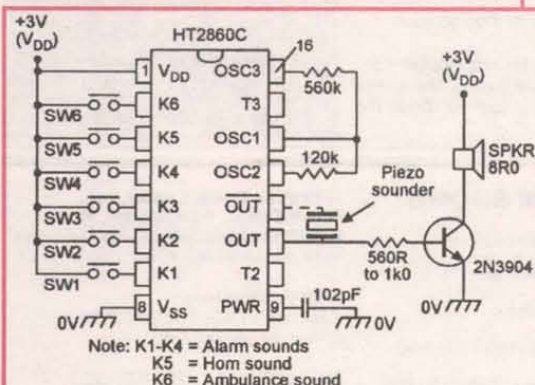 +3V
(VDD)
HT2860C
16
+3V
(VDD)
1 VDD OSC3
560k
SW6 K6 T3
SW5 K5 OSC1
120k
SW4 K4 OSC2
Piezo
sounder
SPKR
8R0
SW3 K3 OUT
SW2 K2 OUT
560R
to 1k0
2N3904
SW1 K1 T2
0V 8 VSS PWR 9 102pF 0V 0V
Note: K1-K4 = Alarm sounds
K5 = Horn sound
K6 = Ambulance sound